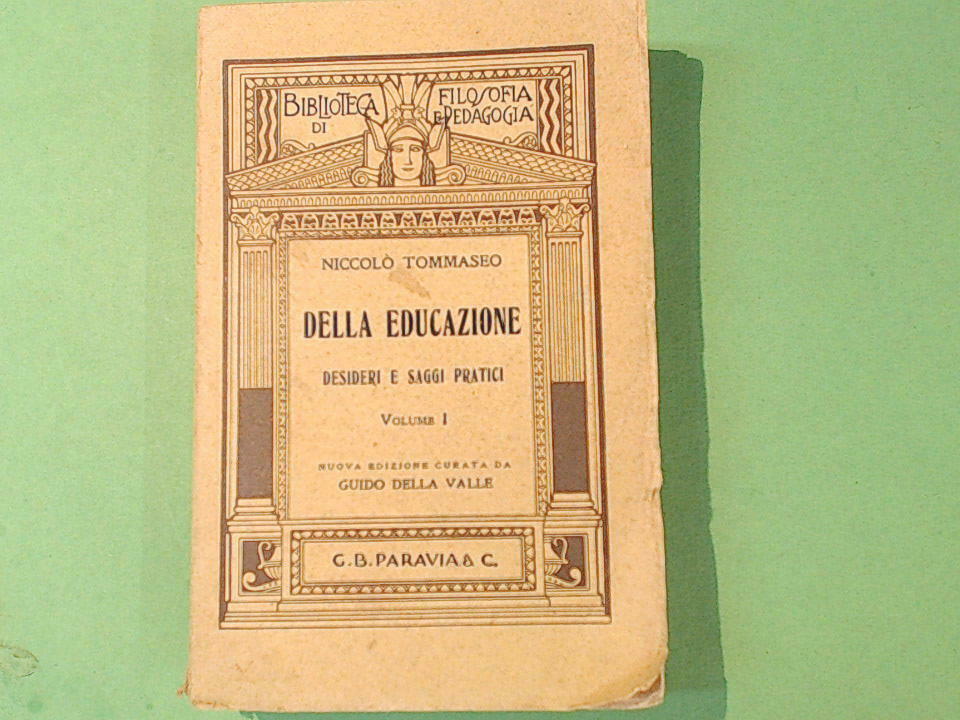 BIBLIOTECA DI
FILOSOFIA E PEDAGOGIA
NICCOLÒ TOMMASEO
DELLA EDUCAZIONE
DESIDERI E SAGGI PRATICI
VOLUME I
NUOVA EDIZIONE CURATA DA
GUIDO DELLA VALLE
G. B. PARAVIA & C.